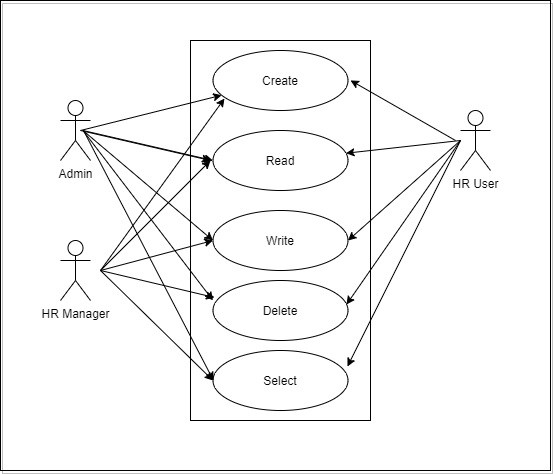 Create
Admin
Read
HR User
Write
HR Manager
Delete
Select